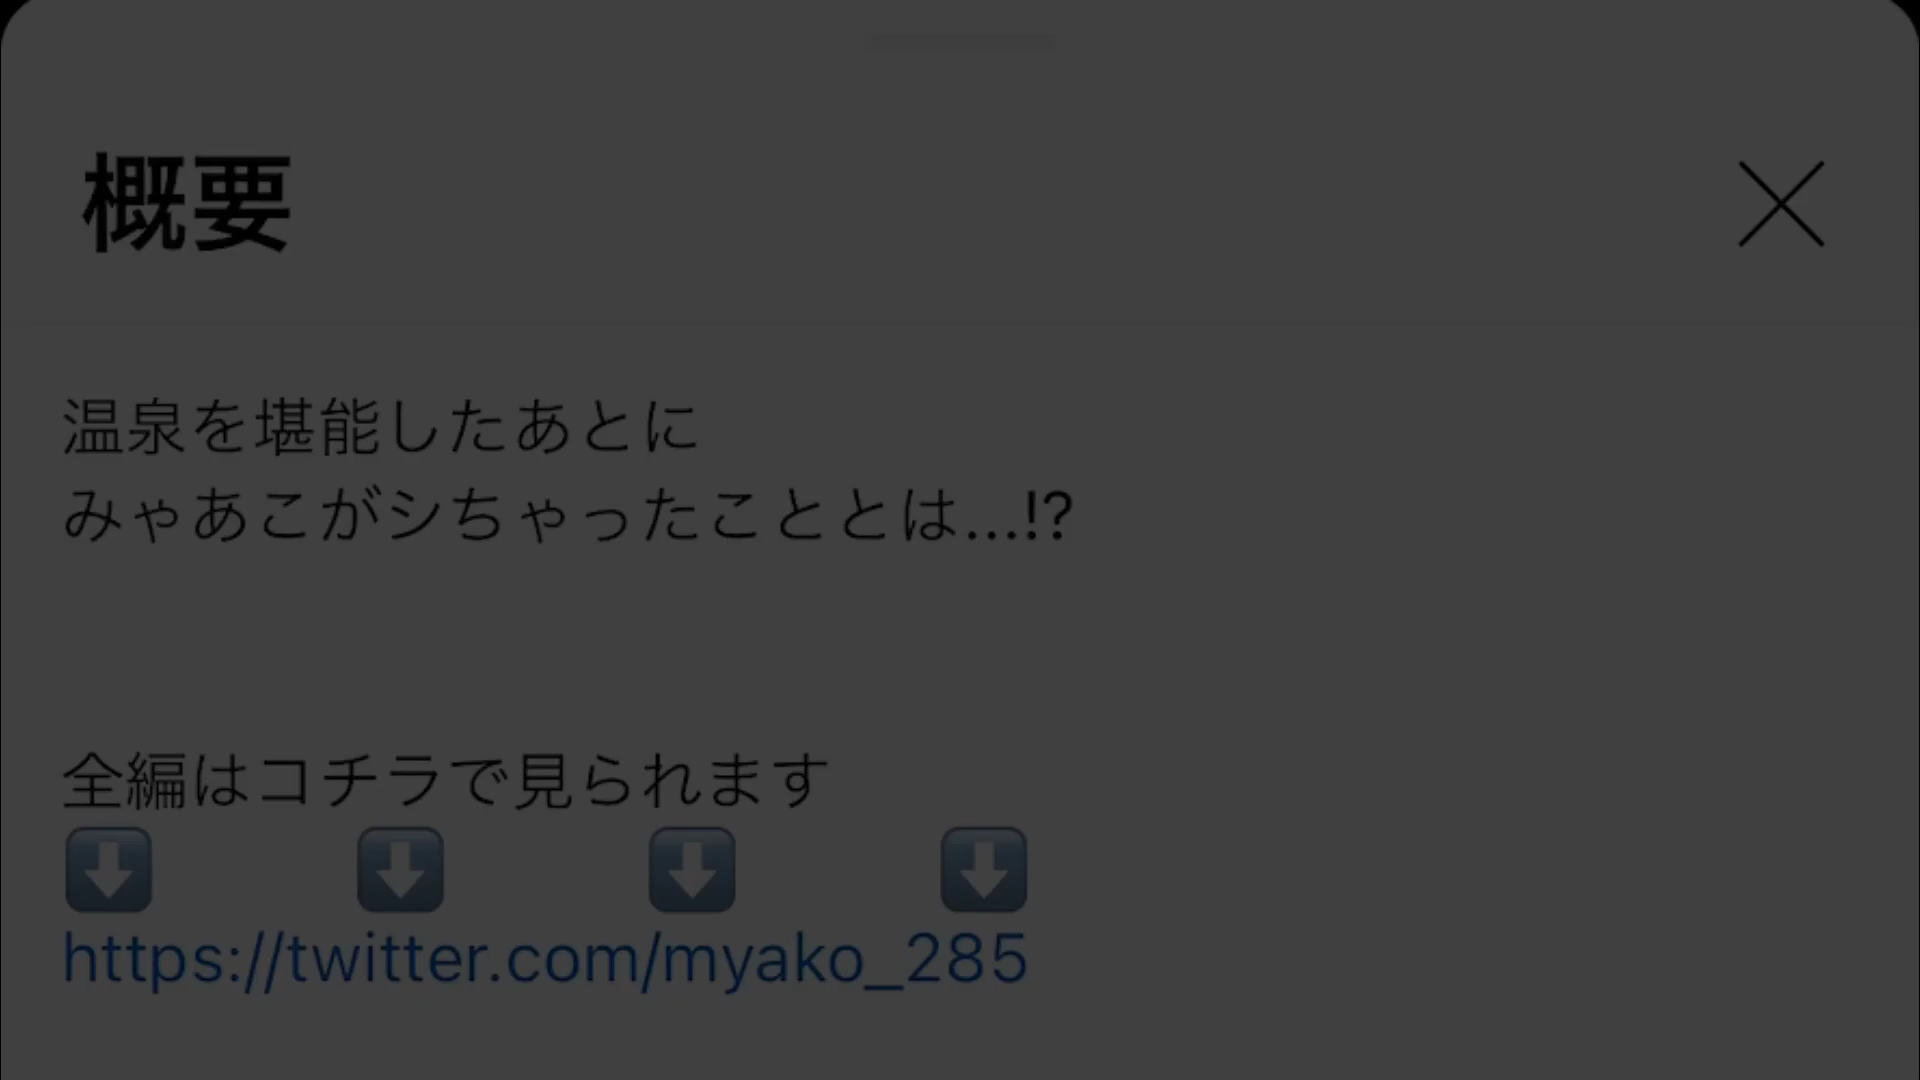 概要
温泉を堪能したあとに
みゃあこがシちゃったこととは...!?
全編はコチラで見られます
⬇️ ⬇️ ⬇️ ⬇️
https://twitter.com/myako_285